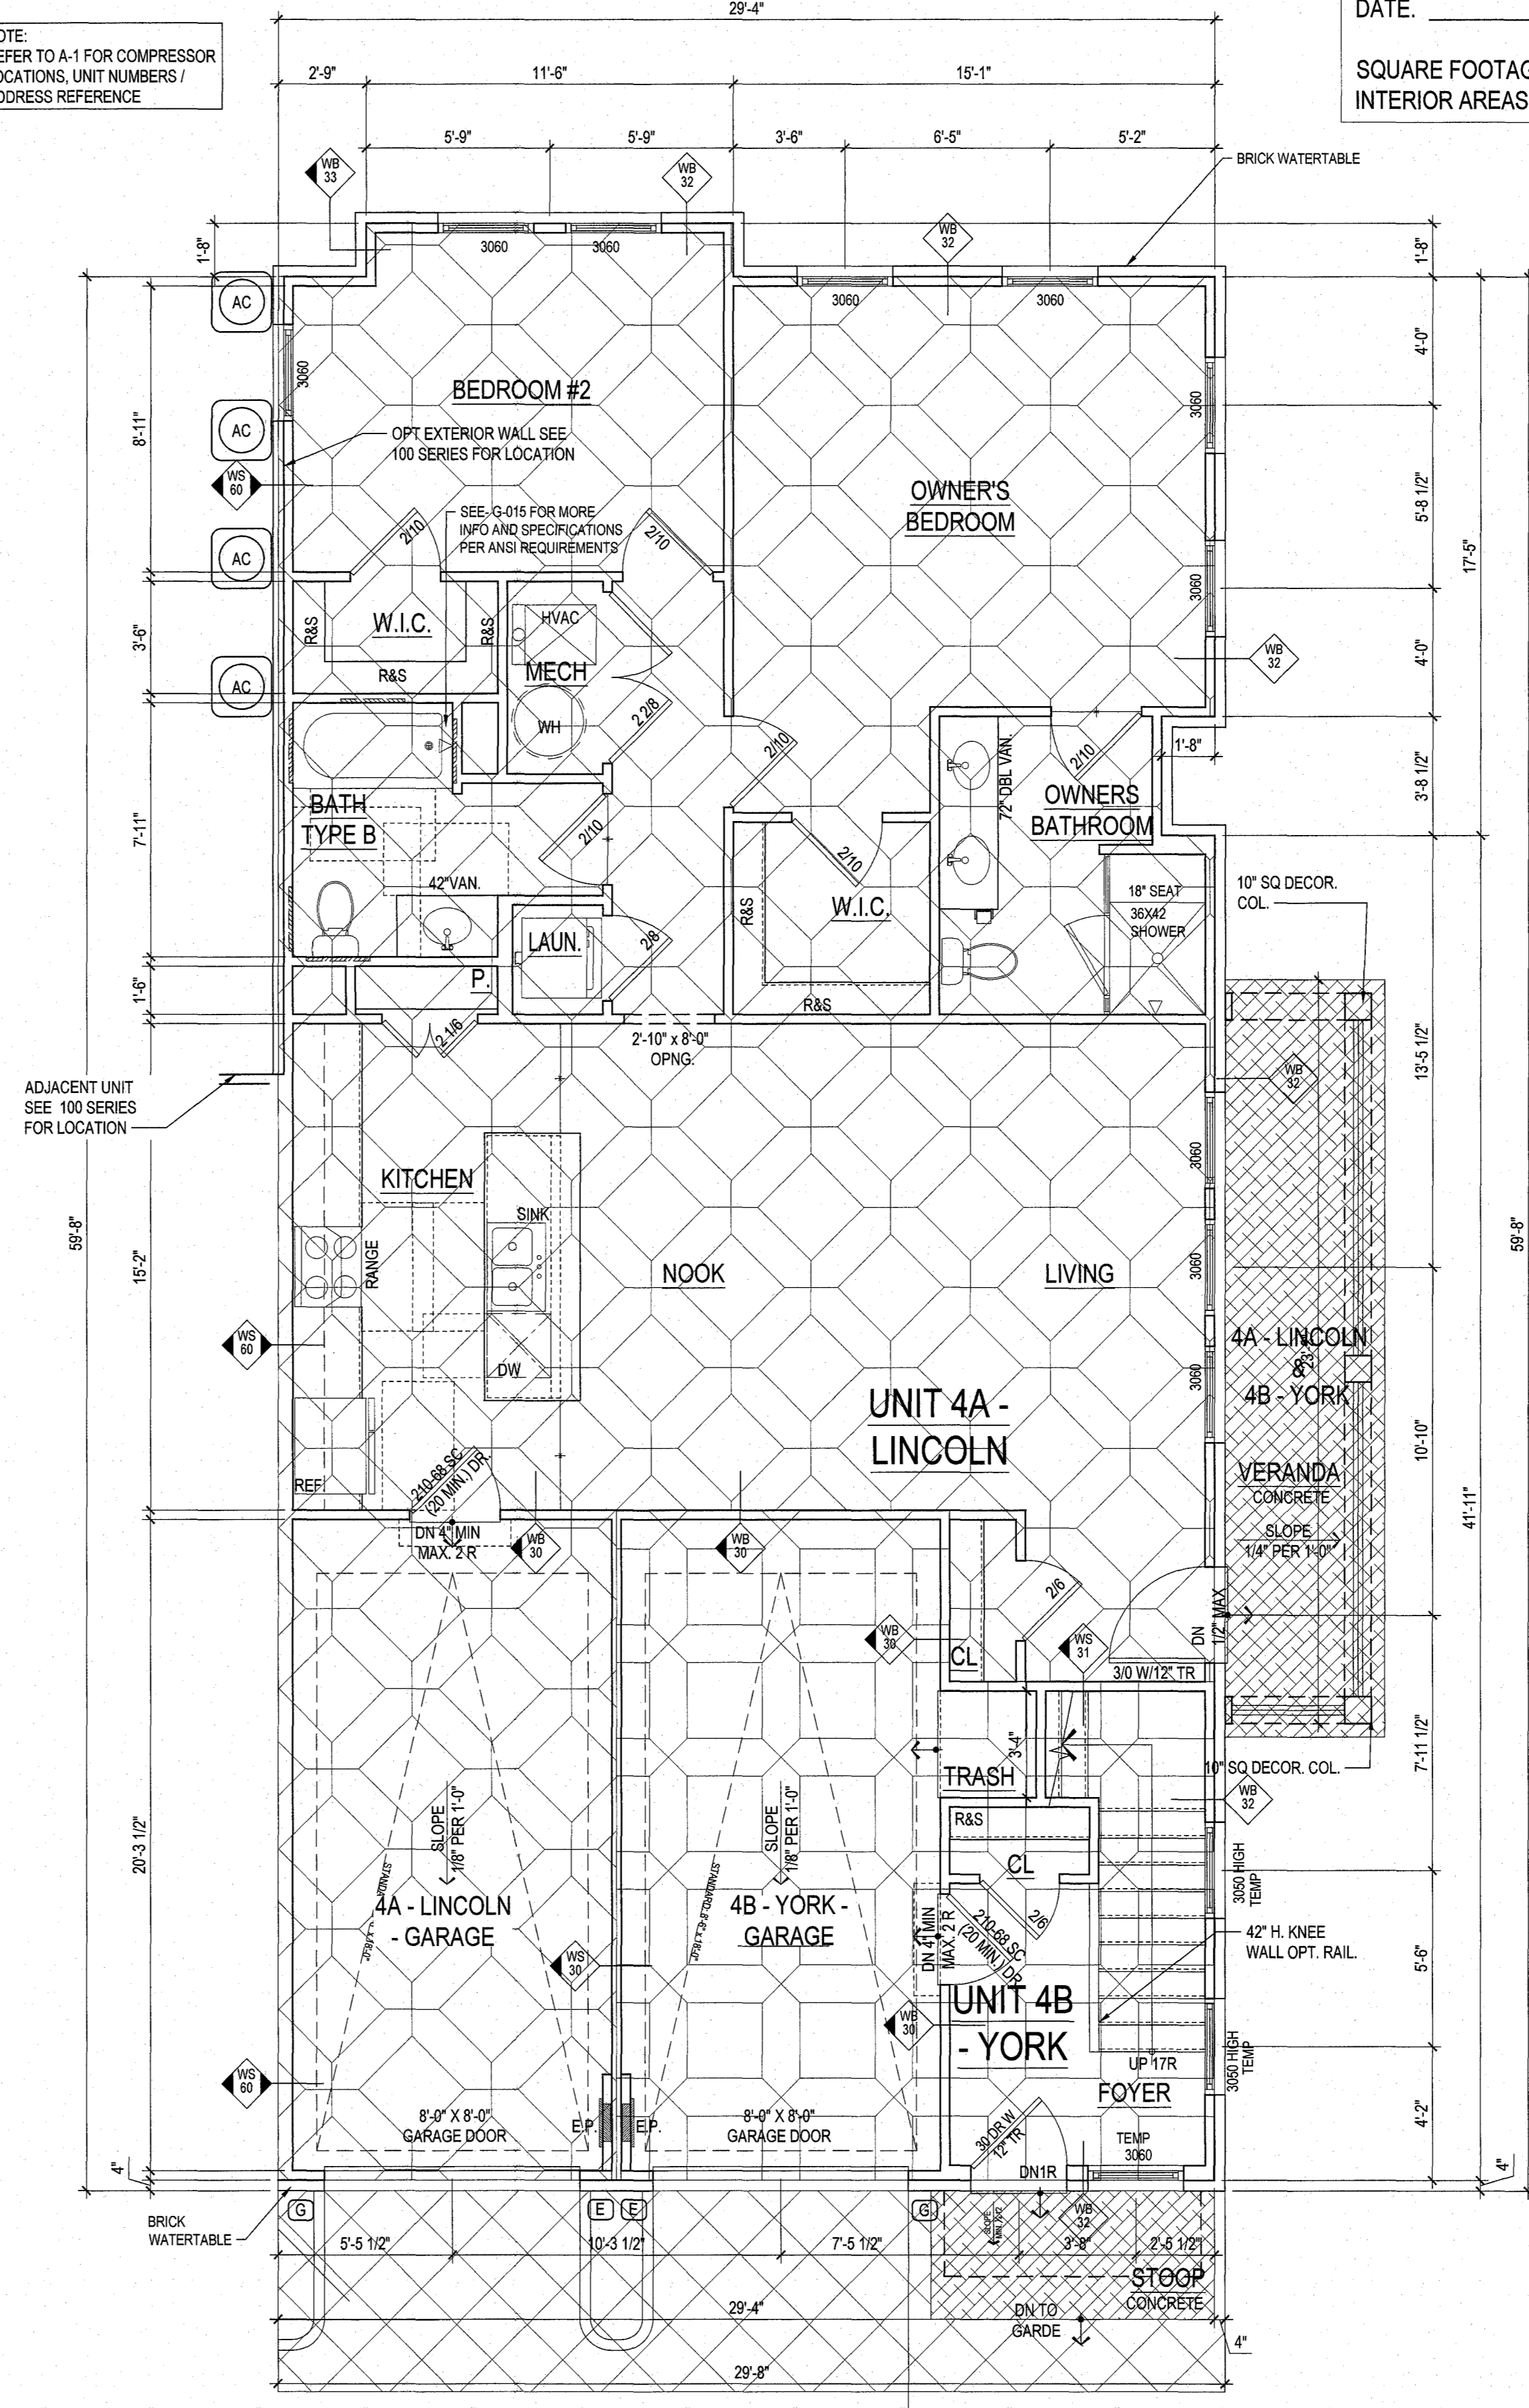 29'-4"
DATE.
OTE:
EFER TO A-1 FOR COMPRESSOR
OCATIONS, UNIT NUMBERS /
DDRESS REFERENCE
SQUARE FOOTAG
INTERIOR AREAS
2'-9"
11'-6"
15'-1"
5'-9"
5'-9"
3'-6"
6'-5"
5'-2"
WB
33
WB
32
BRICK WATERTABLE
WB
32
1'-8"
3060
3060
1'-8"
3060
3060
AC
3060
4'-0"
BEDROOM #2
3060
8'-11"
AC
OPT EXTERIOR WALL SEE
100 SERIES FOR LOCATION
WS
60
OWNER'S
BEDROOM
5'-8 1/2"
SEE- G-015 FOR MORE
INFO AND SPECIFICATIONS
PER ANSI REQUIREMENTS
2/10
2/10
17'-5"
AC
3060
HVAC
R&S
W.I.C.
R&S
3'-6"
R&S
MECH
4'-0"
WB
32
AC
WH
2 2/8
2/10
2/10
1'-8"
72" DBL VAN.
3'-8 1/2"
BATH
TYPE B
OWNERS
BATHROOM
7'-11"
2/10
2/10
42"VAN.
18" SEAT
36X42
SHOWER
10" SQ DECOR.
COL.
R&S
W.I.C.
LAUN.
2/8
P.
1'-6"
R&S
2-1/6
2'-10" x 8'-0"
OPNG.
13'-5 1/2"
WB
32
ADJACENT UNIT
SEE 100 SERIES
FOR LOCATION
KITCHEN
3060
SINK
59'-8"
15'-2"
RANGE
NOOK
LIVING
3060
59'-8"
WS
60
4A - LINCOLN
&
4B - YORK
DW
3060
UNIT 4A -
LINCOLN
10'-10"
210-68 SC
(20 MIN.) DR.
REF.
VERANDA
CONCRETE
41'-11"
DN 4" MIN
MAX. 2 R
WB
30
WB
30
SLOPE
1/4" PER 1'-0"
2/6
WB
30
WS
31
DN
1/2" MAX
CL
3/0 W/12" TR
3'-4"
7'-11 1/2"
TRASH
10" SQ DECOR. COL.
WB
32
SLOPE
1/8" PER 1'-0"
SLOPE
1/8" PER 1'-0"
R&S
20'-3 1/2"
CL
3050 HIGH
TEMP
4A - LINCOLN
- GARAGE
STANDARD: 8'-6" x 18'-0"
4B - YORK -
GARAGE
2/6
210-68 SC
(20 MIN.) DR.
DN 4" MIN
MAX. 2 R
42" H. KNEE
WALL OPT. RAIL.
WS
30
5'-6"
UNIT 4B
- YORK
WB
30
UP 17R
3050 HIGH
TEMP
WS
60
FOYER
8'-0" X 8'-0"
GARAGE DOOR
E.P.
E.P.
8'-0" X 8'-0"
GARAGE DOOR
30 DR W
12" TR
TEMP
3060
4'-2"
4"
DN1R
4"
BRICK
WATERTABLE
G
E
E
G
WB
32
5'-5 1/2"
10'-3 1/2"
7'-5 1/2"
3'-8"
2'-5 1/2"
STOOP
CONCRETE
29'-4"
DN TO
GARDE
4"
29'-8"